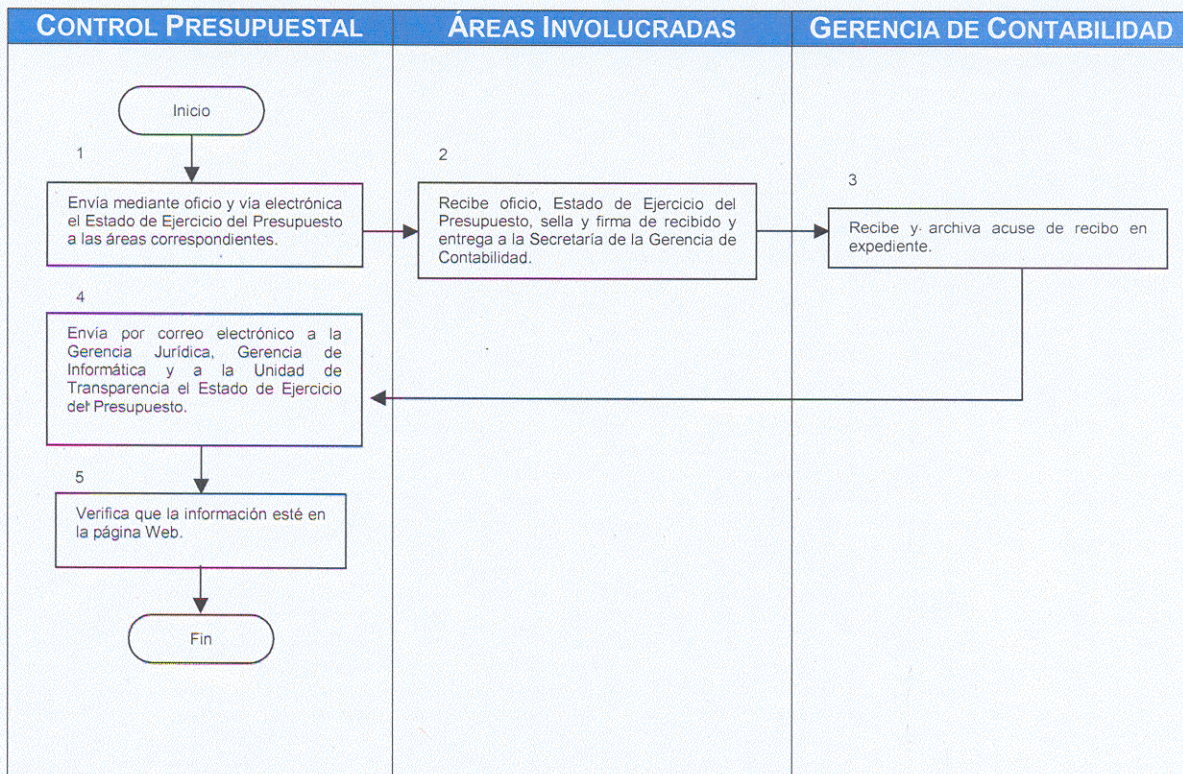 CONTROL PRESUPUESTAL
ÁREAS INVOLUCRADAS
GERENCIA DE CONTABILIDAD
Inicio
1
Envía mediante oficio y vía electrónica
el Estado de Ejercicio del Presupuesto
a las áreas correspondientes.
2
Recibe oficio, Estado de Ejercicio del
Presupuesto, sella y firma de recibido y
entrega a la Secretaría de la Gerencia de
Contabilidad.
3
Recibe y archiva acuse de recibo en
expediente.
4
Envía por correo electrónico a la
Gerencia Jurídica, Gerencia de
Informática y a la Unidad de
Transparencia el Estado de Ejercicio
del Presupuesto.
5
Verifica que la información esté en
la página Web.
Fin